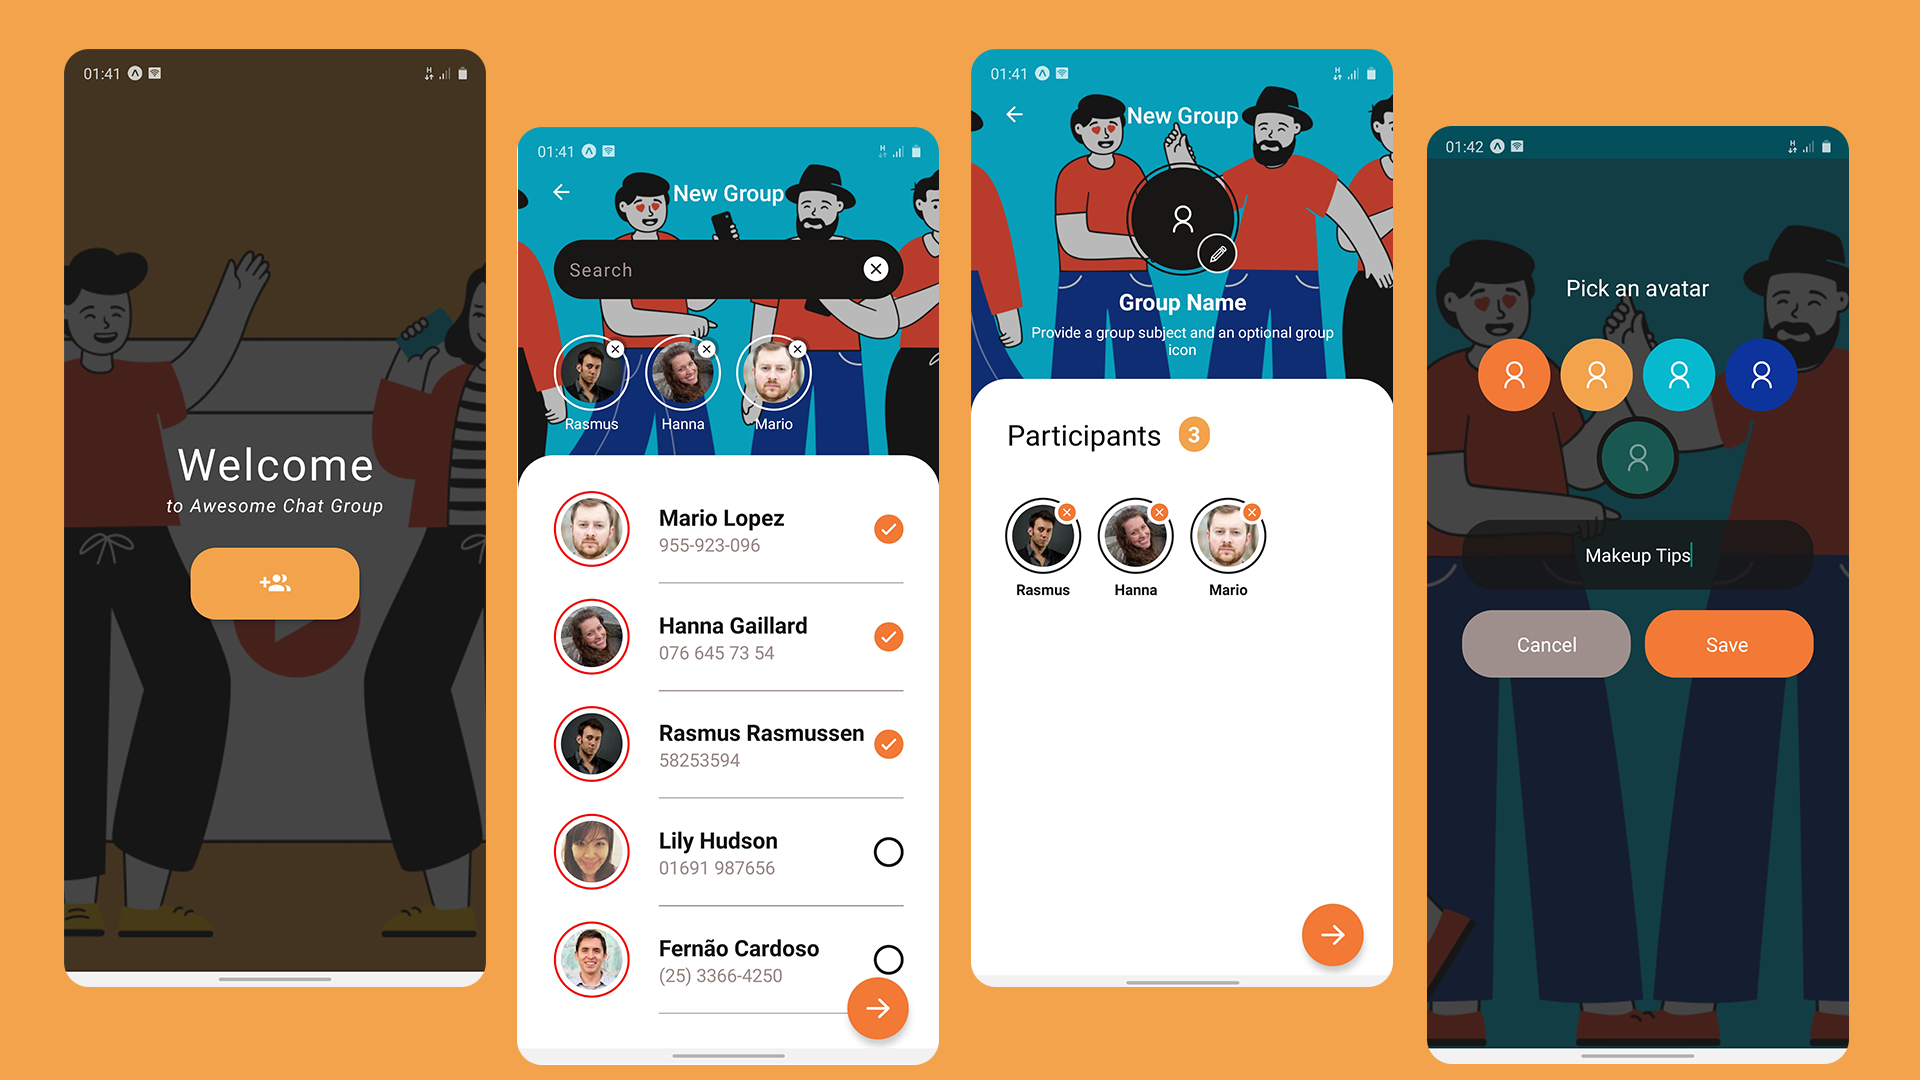 01:41
Welcome
to Awesome Chat Group
01:41
New Group
Search
Rasmus Hanna Mario
Mario Lopez
955-923-096
Hanna Gaillard
076 645 73 54
Rasmus Rasmussen
58253594
Lily Hudson
01691 987656
Fernão Cardoso
(25) 3366-4250
01:41
New Group
Group Name
Provide a group subject and an optional group
icon
Participants 3
Rasmus Hanna Mario
01:42
Pick an avatar
Makeup Tips
Cancel Save